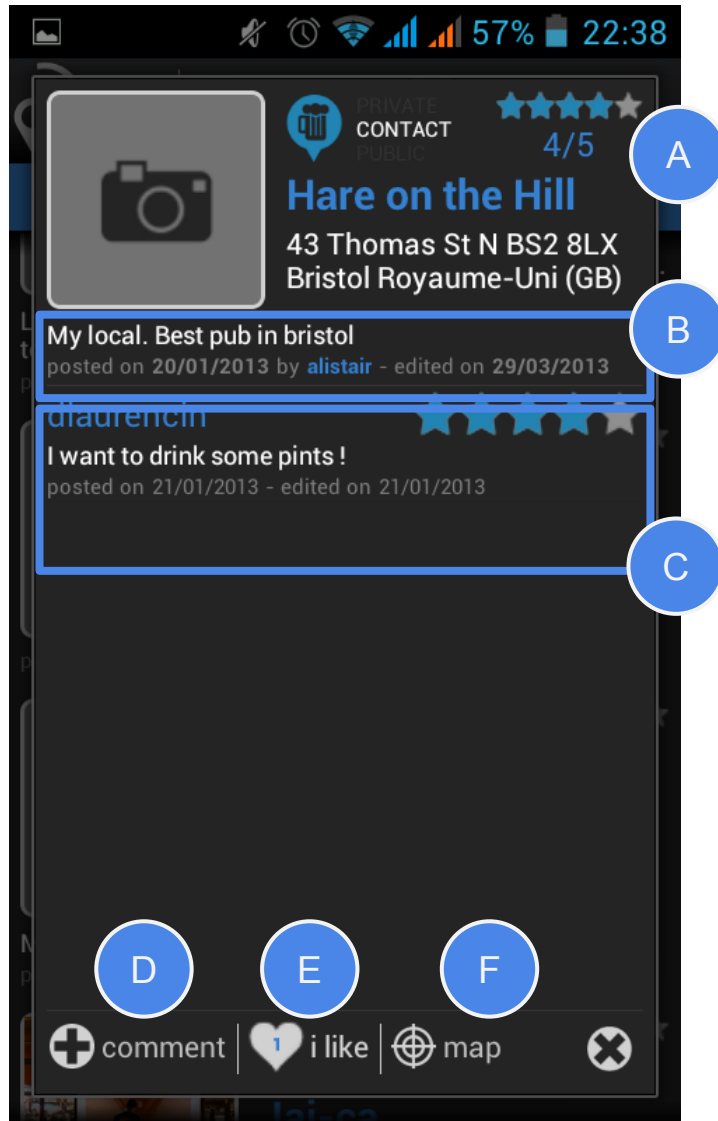 57% 22:38
PRIVATE
CONTACT
PUBLIC
4/5
A
Hare on the Hill
43 Thomas St N BS2 8LX
Bristol Royaume-Uni (GB)
B
My local. Best pub in bristol
posted on 20/01/2013 by alistair - edited on 29/03/2013
dlaurencin
I want to drink some pints !
posted on 21/01/2013 - edited on 21/01/2013
C
D E F
comment 1 i like map